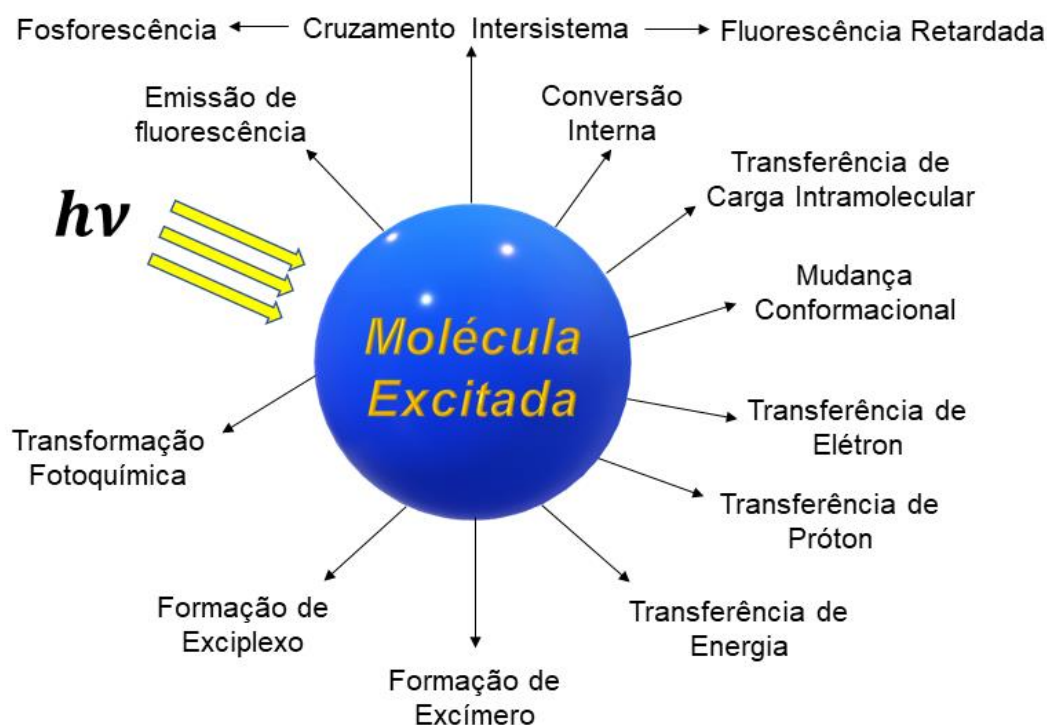 Fosforescência
Cruzamento Intersistema
Fluorescência Retardada
Emissão de
fluorescência
Conversão
Interna
hν
Transferência de
Carga Intramolecular
Mudança
Conformacional
Molécula
Excitada
Transferência de
Elétron
Transformação
Fotoquímica
Transferência de
Próton
Formação de
Exciplexo
Transferência de
Energia
Formação de
Excímero